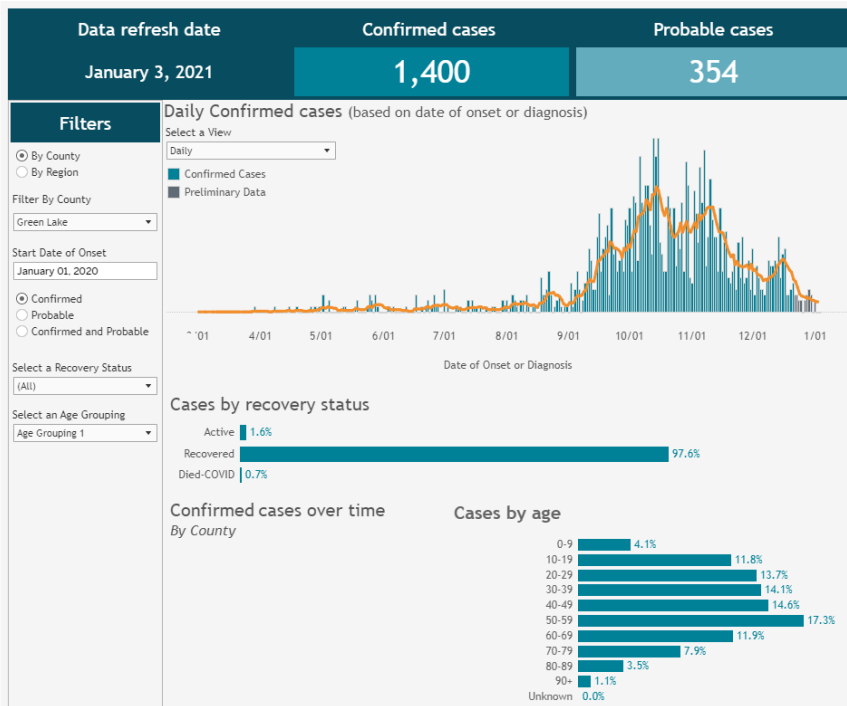 Data refresh date
January 3, 2021
Confirmed cases
1,400
Probable cases
354
Filters
By County
By Region
Filter By County
Green Lake
Start Date of Onset
January 01, 2020
Confirmed
Probable
Confirmed and Probable
Select a Recovery Status
(All)
Select an Age Grouping
Age Grouping 1
Daily Confirmed cases (based on date of onset or diagnosis)
Select a View
Daily
Confirmed Cases
Preliminary Data
4/01 5/01 6/01 7/01 8/01 9/01 10/01 11/01 12/01 1/01
Date of Onset or Diagnosis
Cases by recovery status
Active 1.6%
Recovered 97.6%
Died-COVID 0.7%
Confirmed cases over time
By County
Cases by age
0-9 4.1%
10-19 11.8%
20-29 13.7%
30-39 14.1%
40-49 14.6%
50-59 17.3%
60-69 11.9%
70-79 7.9%
80-89 3.5%
90+ 1.1%
Unknown 0.0%